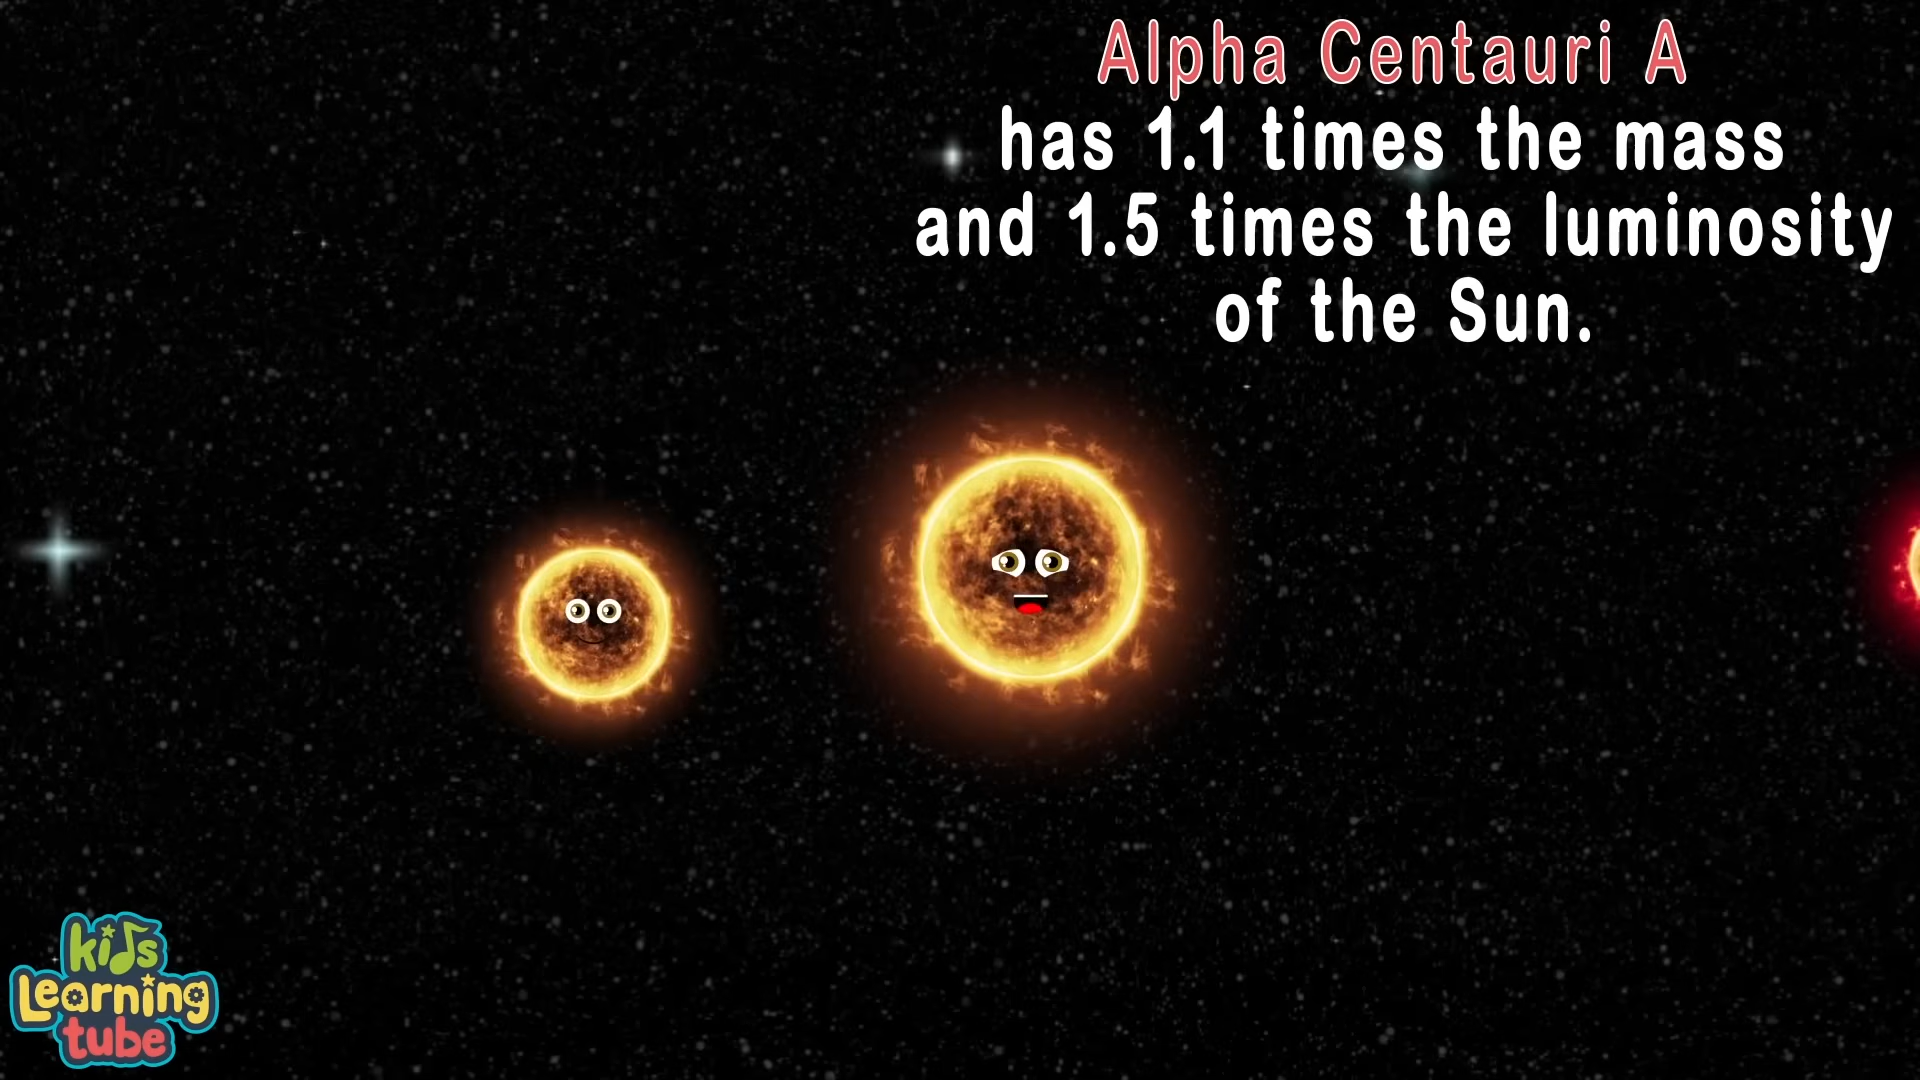 Alpha Centauri A
has 1.1 times the mass
and 1.5 times the luminosity
of the Sun.
kids
Learning
tube